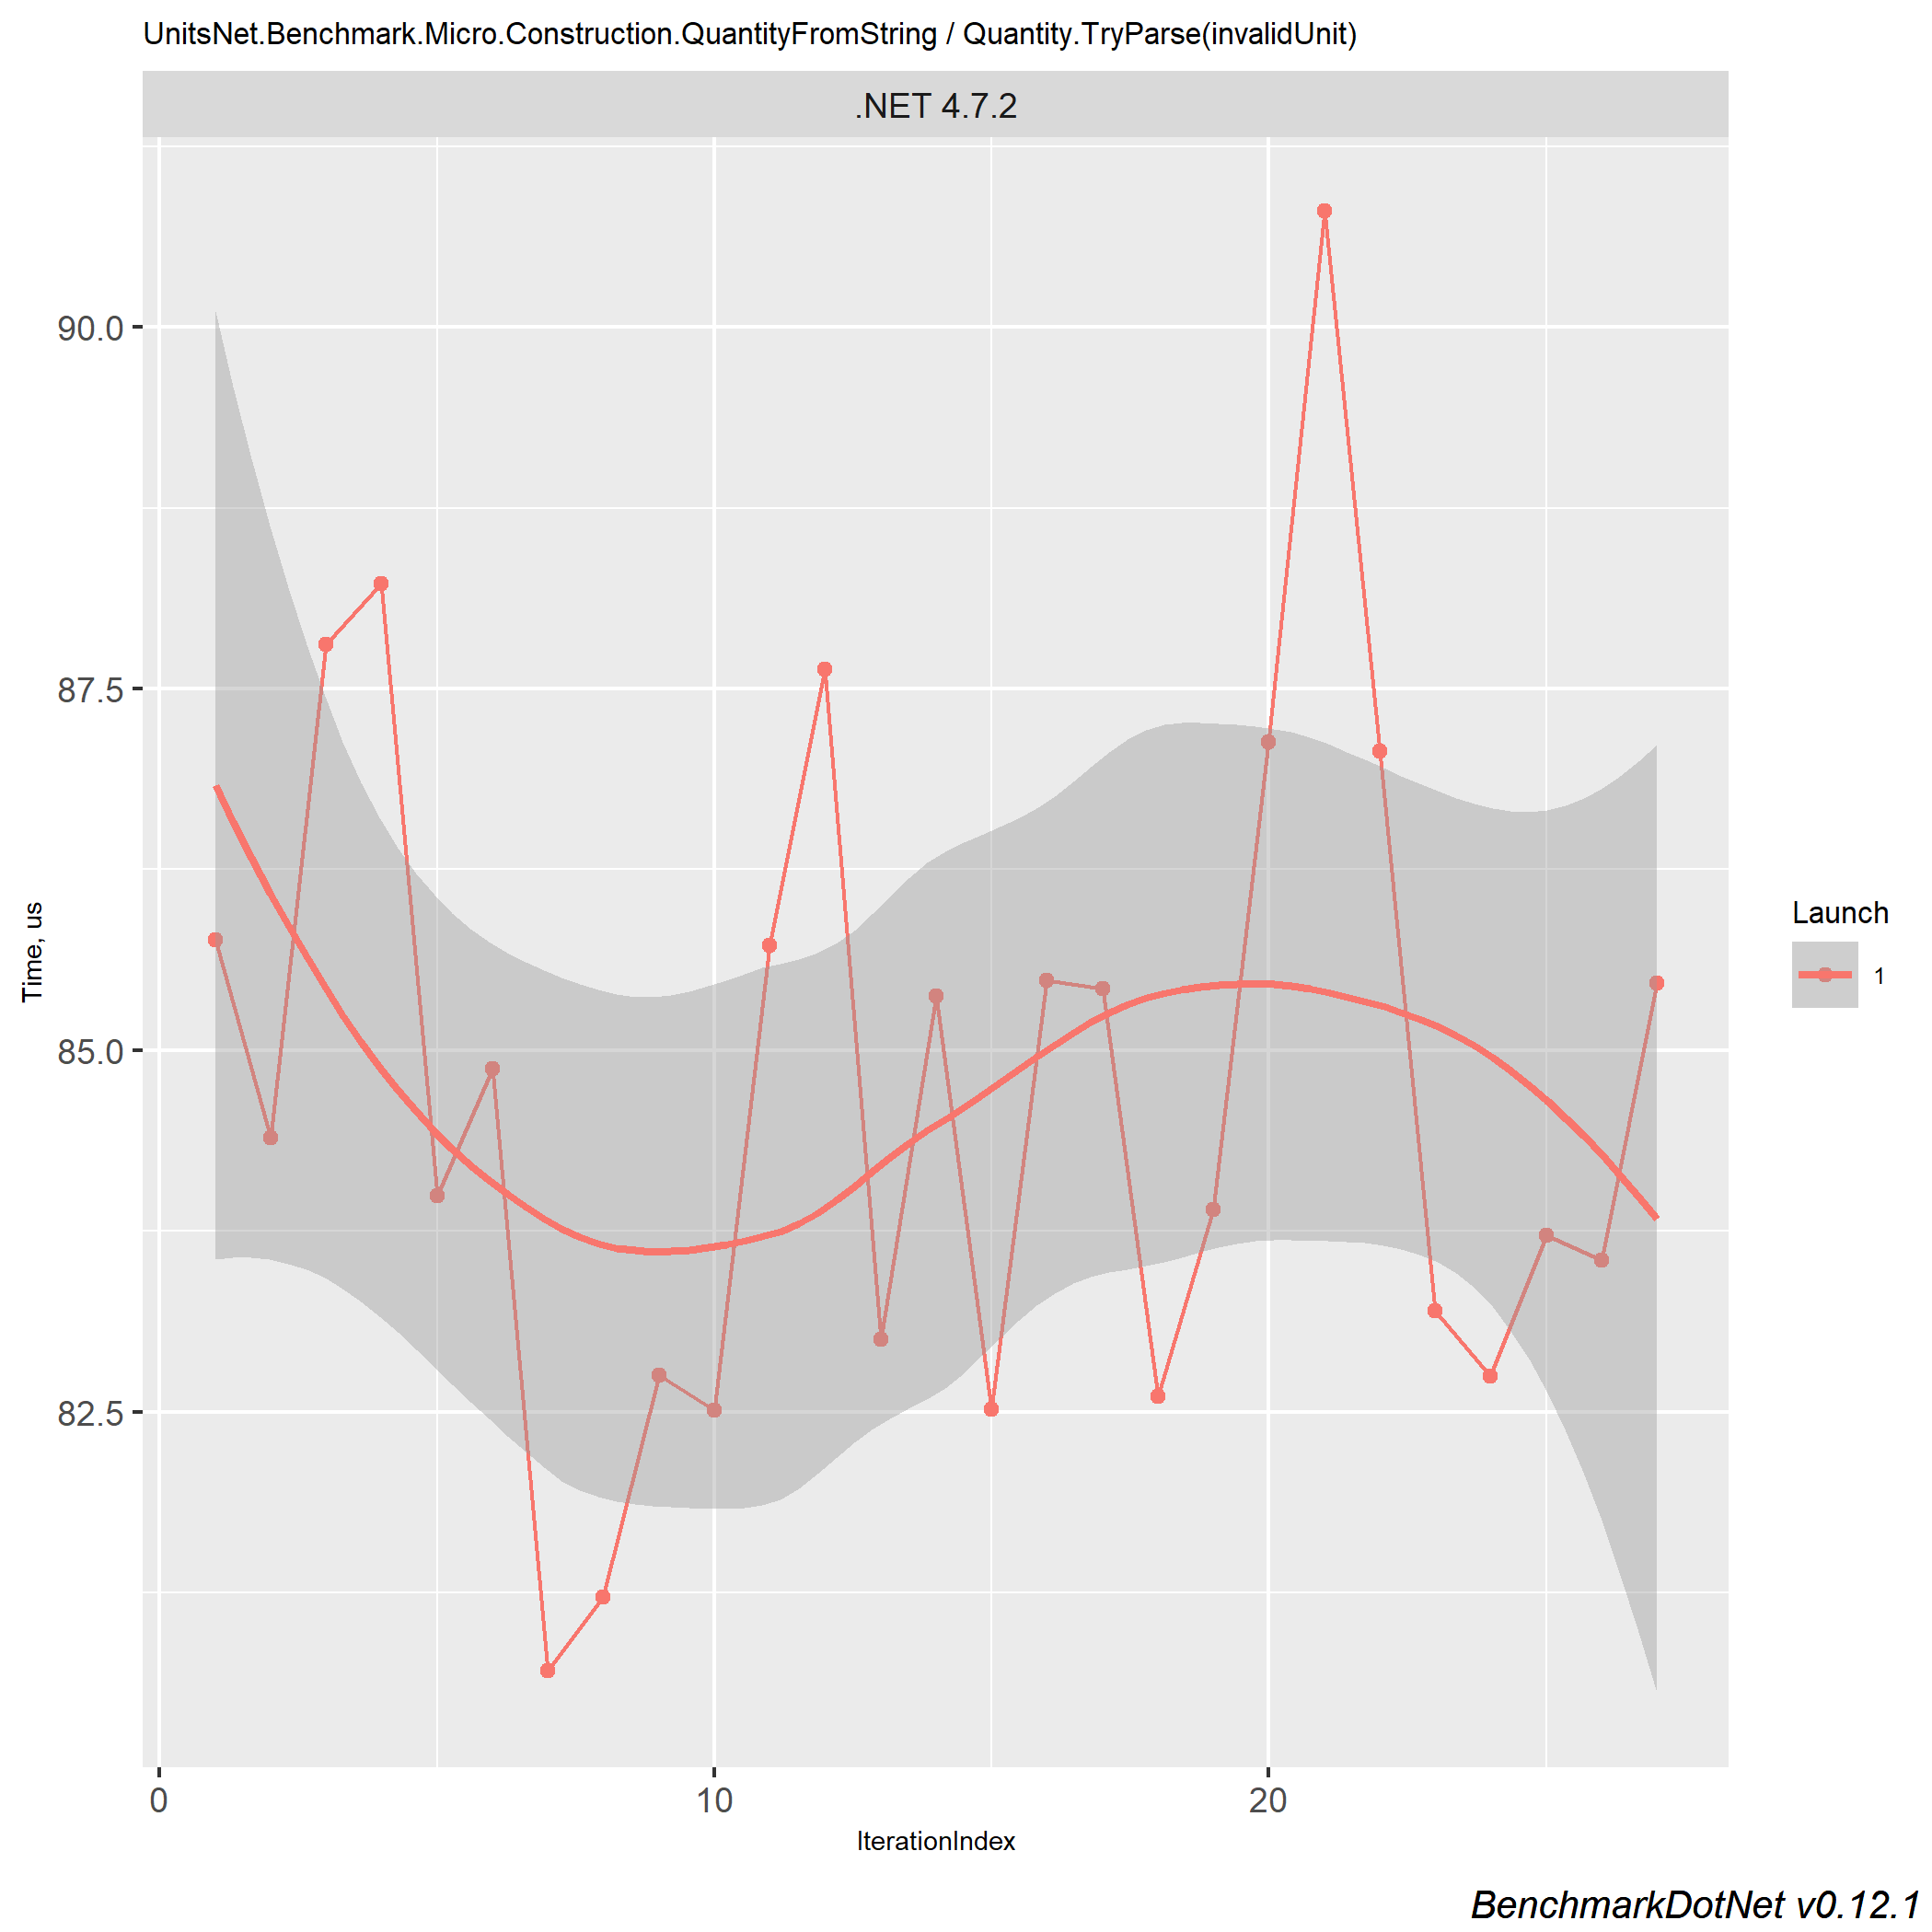 UnitsNet.Benchmark.Micro.Construction.QuantityFromString / Quantity.TryParse(invalidUnit)
.NET 4.7.2
90.0
87.5
85.0
82.5
Time, us
0 10 20
IterationIndex
Launch
1
BenchmarkDotNet v0.12.1